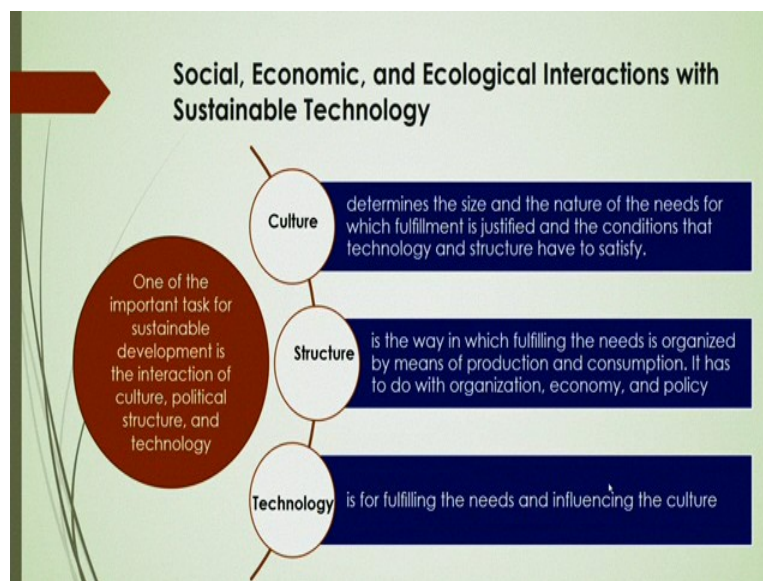 Social, Economic, and Ecological Interactions with
Sustainable Technology
One of the
important task for
sustainable
development is
the interaction of
culture, political
structure, and
technology
Culture
determines the size and the nature of the needs for
which fulfillment is justified and the conditions that
technology and structure have to satisfy.
Structure
is the way in which fulfilling the needs is organized
by means of production and consumption. It has
to do with organization, economy, and policy
Technology
is for fulfilling the needs and influencing the culture